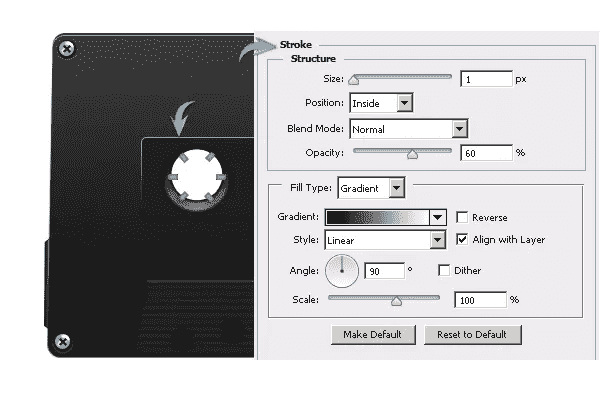 Stroke
Structure
Size: 1 px
Position: Inside
Blend Mode: Normal
Opacity: 60 %
Fill Type: Gradient
Gradient: Reverse
Style: Linear Align with Layer
Angle: 90 ° Dither
Scale: 100 %
Make Default Reset to Default